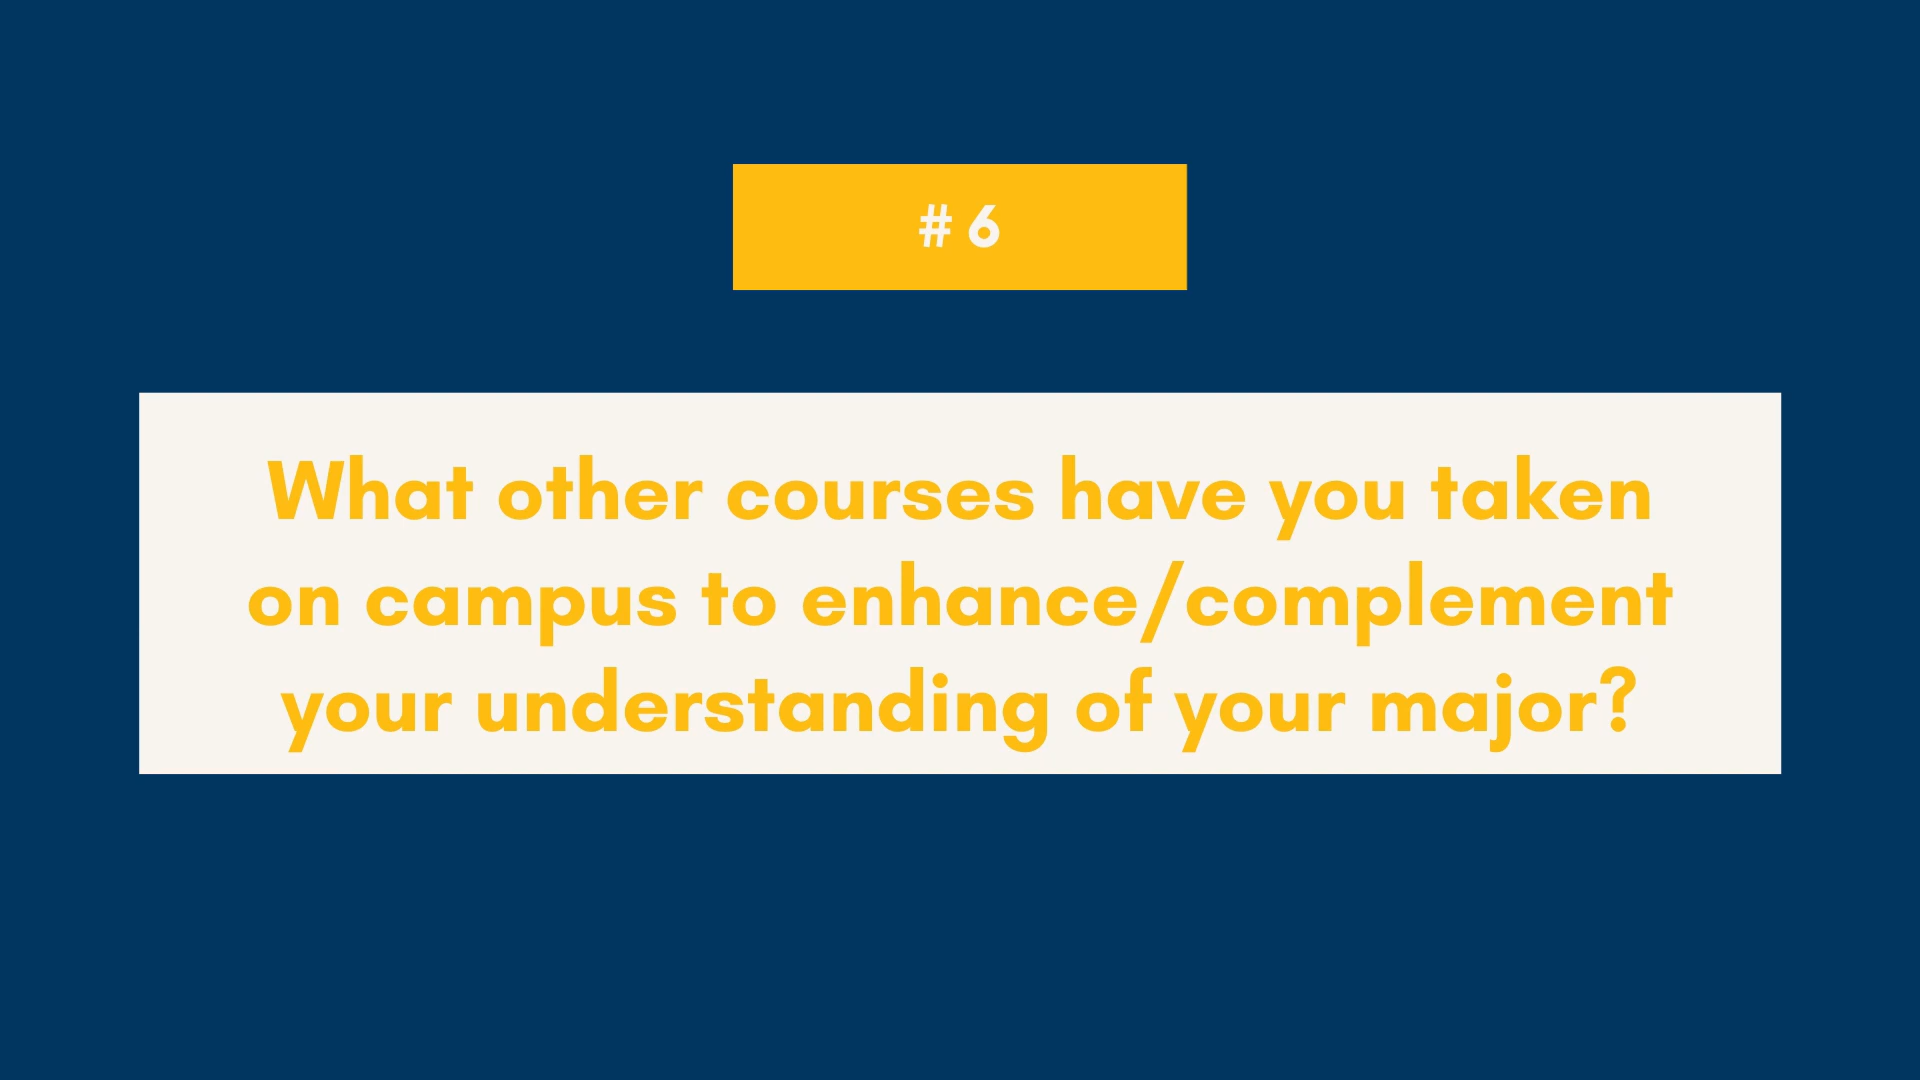 # 6
What other courses have you taken
on campus to enhance/complement
your understanding of your major?